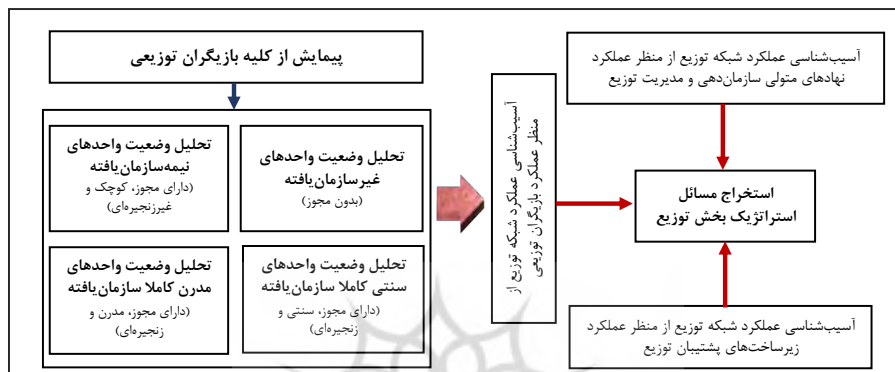 پیمایش از کلیه بازیگران توزیعی
تحلیل وضعیت واحدهای
غیرسازمان‌یافته
(بدون مجوز)
تحلیل وضعیت واحدهای
نیمه‌سازمان‌یافته
(دارای مجوز، کوچک و
غیرزنجیره‌ای)
تحلیل وضعیت واحدهای
سنتی کاملا سازمان‌یافته
(دارای مجوز، سنتی و
زنجیره‌ای)
تحلیل وضعیت واحدهای
مدرن کاملا سازمان‌یافته
(دارای مجوز، مدرن و
زنجیره‌ای)
آسیب‌شناسی عملکرد شبکه توزیع از
منظر عملکرد بازیگران توزیعی
آسیب‌شناسی عملکرد شبکه توزیع از منظر عملکرد
نهادهای متولی سازمان‌دهی و مدیریت توزیع
استخراج مسائل
استراتژیک بخش توزیع
آسیب‌شناسی عملکرد شبکه توزیع از منظر عملکرد
زیرساخت‌های پشتیبان توزیع